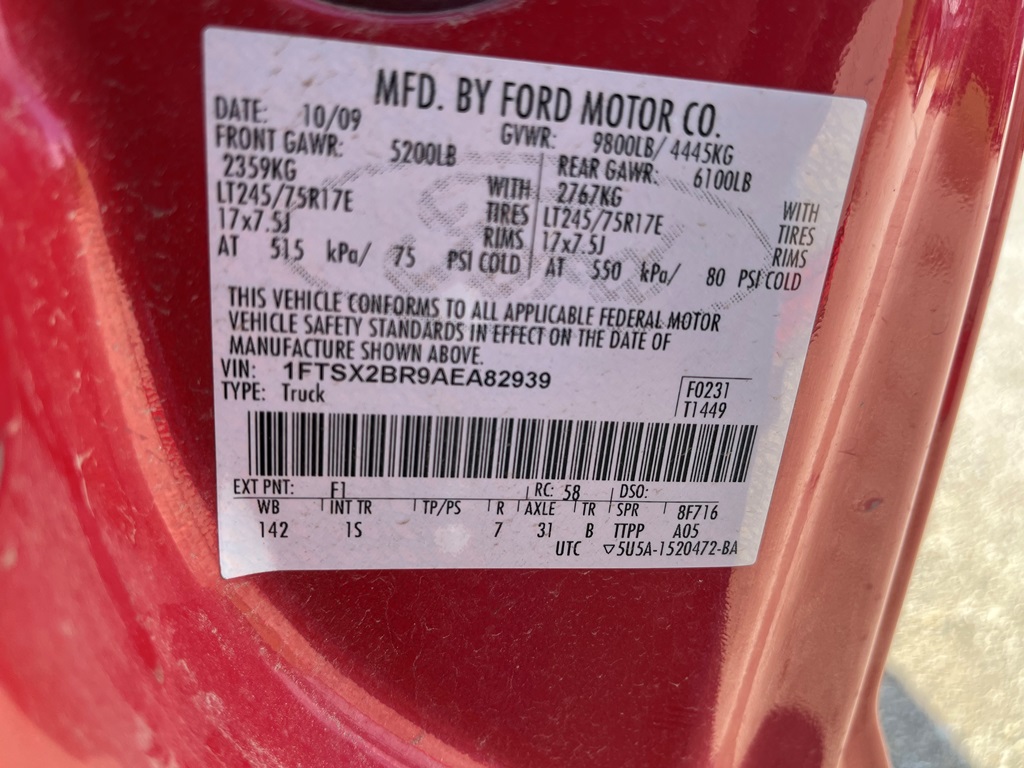 MFD. BY FORD MOTOR CO.
DATE: 10/09 GVWR: 9800LB/ 4445KG
FRONT GAWR: 5200LB REAR GAWR: 6100LB
2359KG WITH 2767KG WITH
LT245/75R17E TIRES LT245/75R17E TIRES
17x7.5J RIMS 17x7.5J RIMS
AT 515 kPa/ 75 PSI COLD AT 550 kPa/ 80 PSI COLD
THIS VEHICLE CONFORMS TO ALL APPLICABLE FEDERAL MOTOR
VEHICLE SAFETY STANDARDS IN EFFECT ON THE DATE OF
MANUFACTURE SHOWN ABOVE.
VIN: 1FTSX2BR9AEA82939
TYPE: Truck
F0231
T1449
EXT PNT: F1 RC: 58 DSO:
WB INT TR TP/PS R AXLE TR SPR 8F716
142 1S 7 31 B TTPP A05
UTC ▽5U5A-1520472-BA